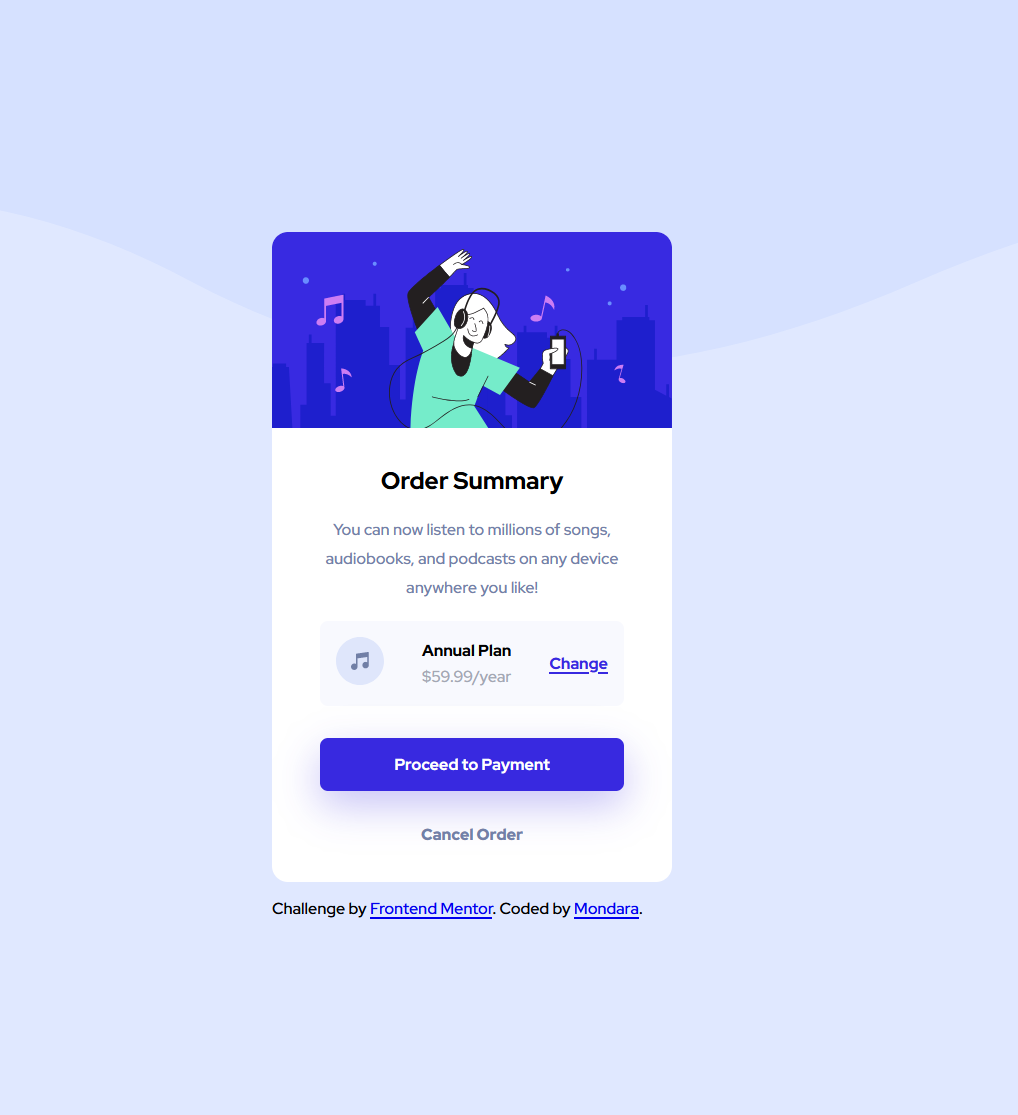 Order Summary
You can now listen to millions of songs,
audiobooks, and podcasts on any device
anywhere you like!
Annual Plan
$59.99/year
Change
Proceed to Payment
Cancel Order
Challenge by Frontend Mentor. Coded by Mondara.